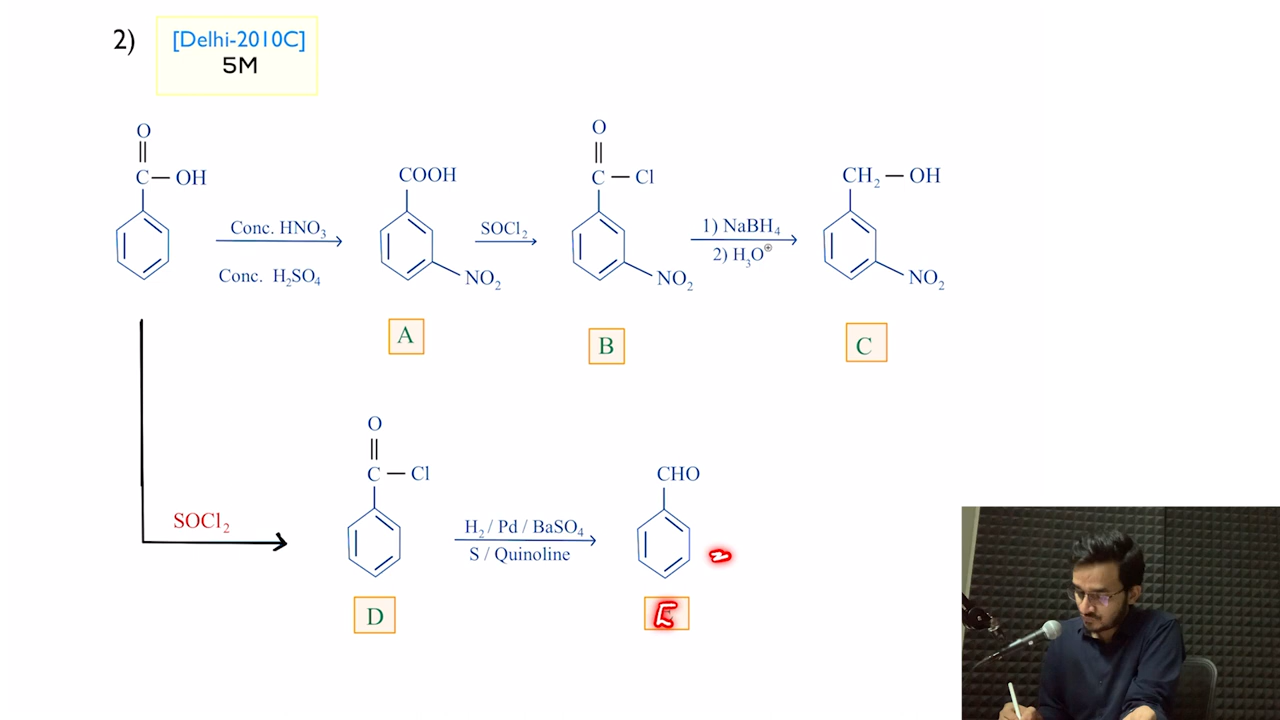 2)
[Delhi-2010C]
5M
O
C — OH
Conc. HNO₃
Conc. H₂SO₄
COOH
NO₂
A
SOCl₂
O
C — Cl
NO₂
B
1) NaBH₄
2) H₃O⊕
CH₂ — OH
NO₂
C
SOCl₂
O
C — Cl
D
H₂ / Pd / BaSO₄
S / Quinoline
CHO
E